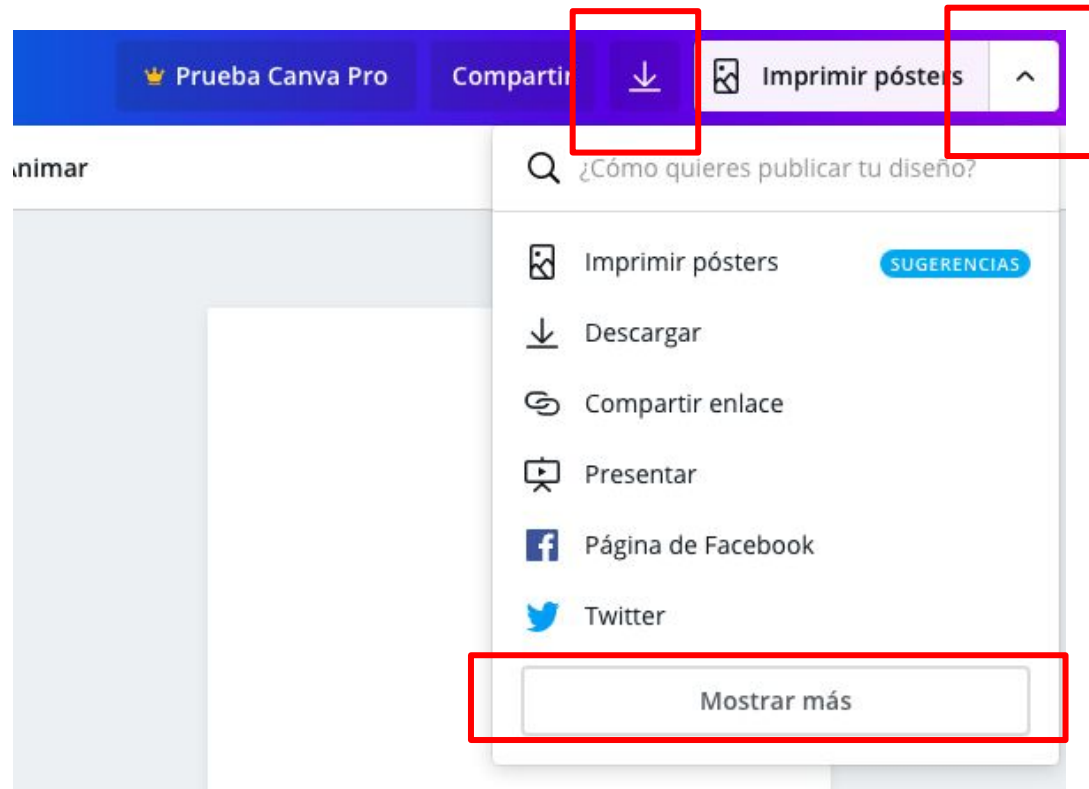 Prueba Canva Pro Compartir Imprimir pósters
Animar
¿Cómo quieres publicar tu diseño?
Imprimir pósters SUGERENCIAS
Descargar
Compartir enlace
Presentar
Página de Facebook
Twitter
Mostrar más